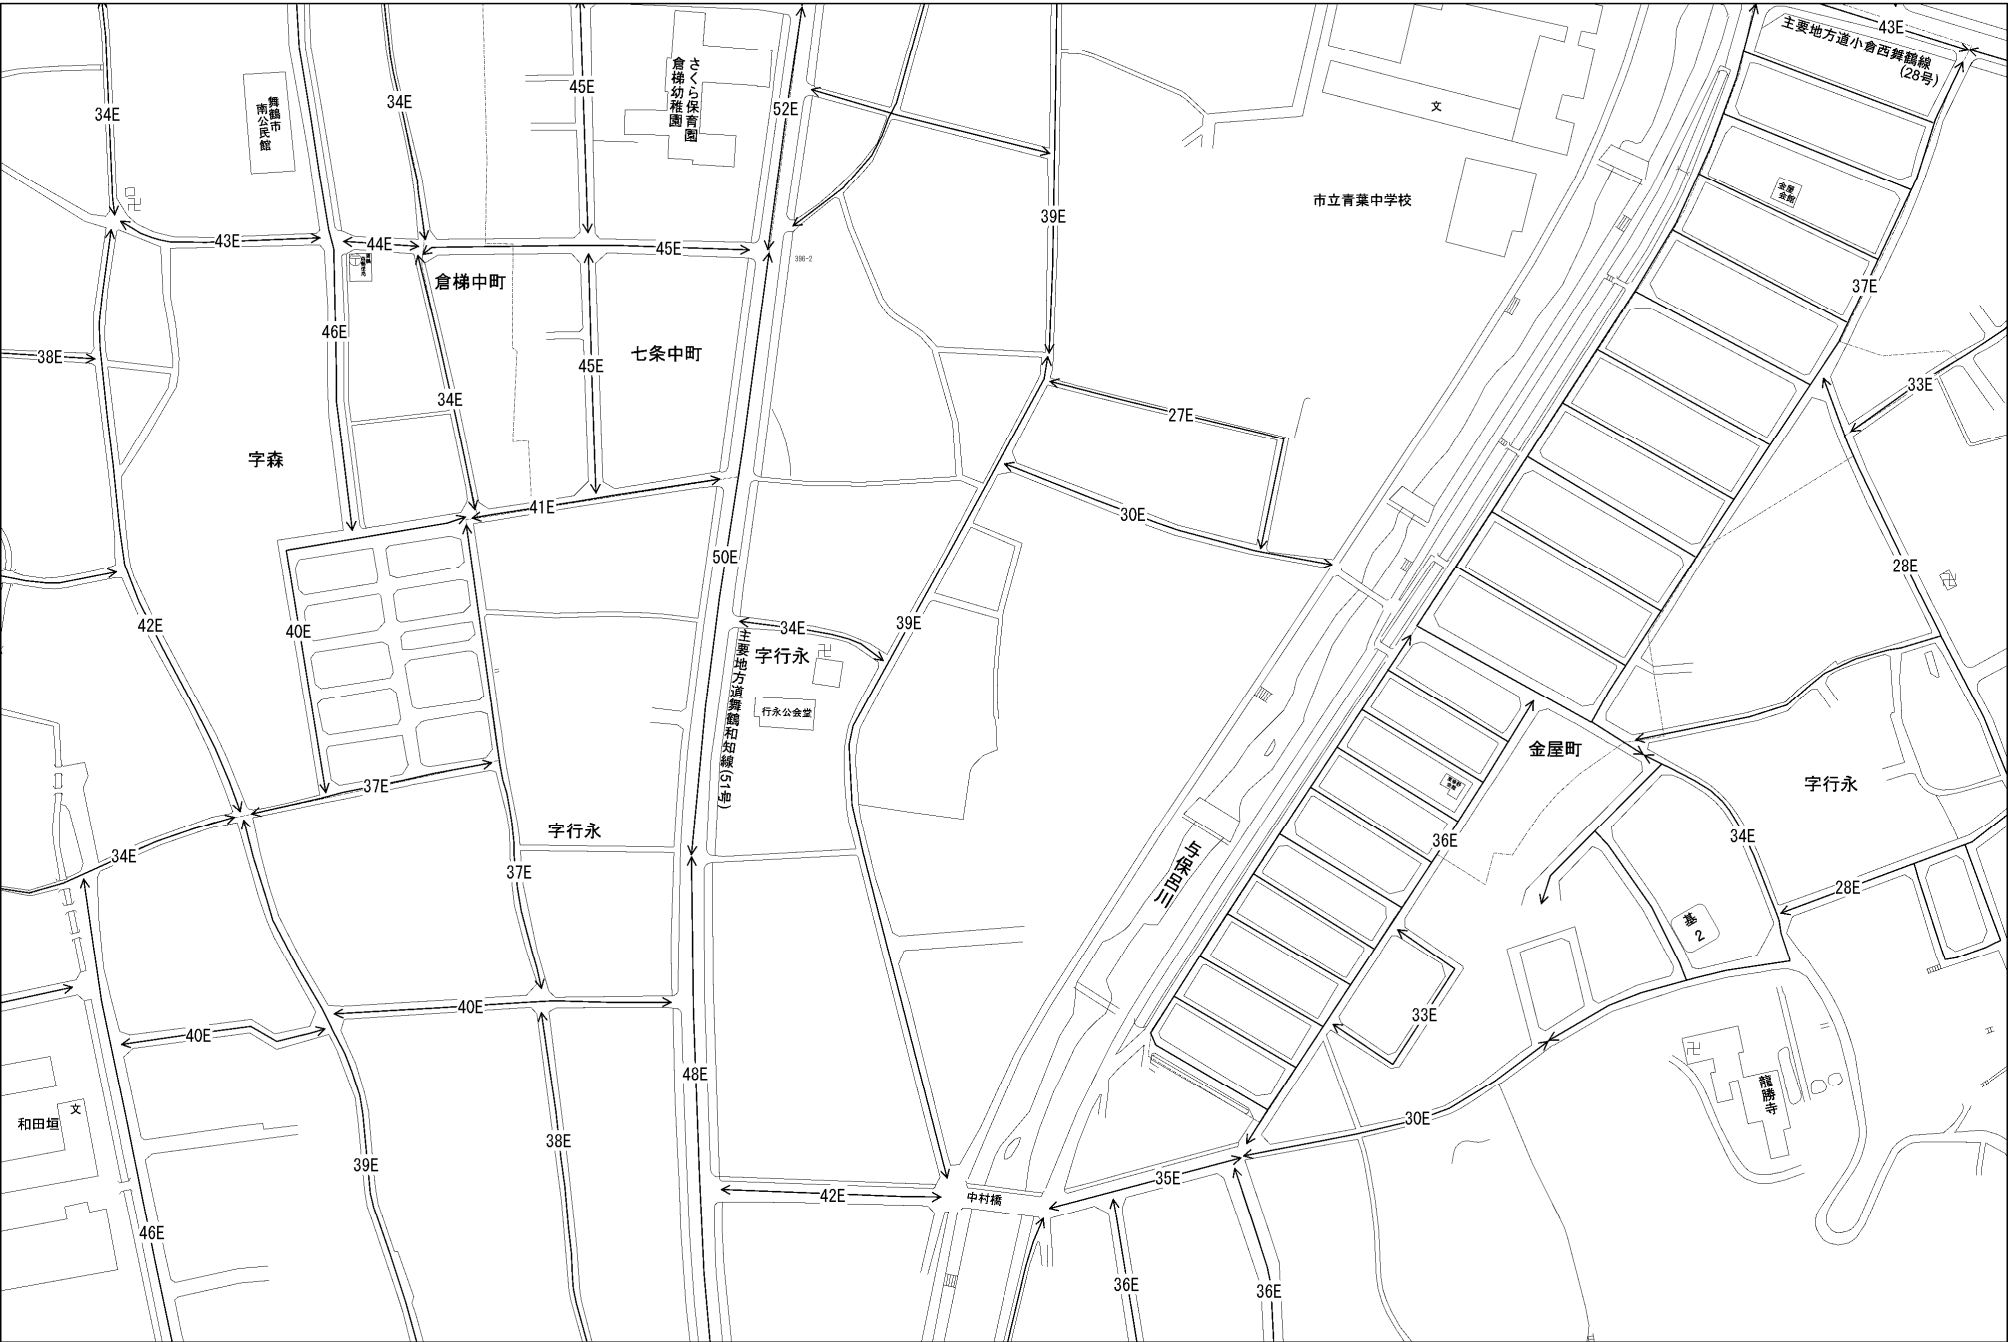 43E
主要地方道小倉西舞鶴線
(28号)
34E
34E
45E
52E
舞鶴市
南公民館
さくら保育園
倉梯幼稚園
文
市立青葉中学校
金屋
会館
39E
43E
44E
45E
倉梯中町
396-2
37E
46E
38E
七条中町
45E
34E
27E
33E
字森
41E
30E
50E
28E
42E
40E
39E
34E
字行永
主要地方道舞鶴和知線(51号)
行永公会堂
金屋町
字行永
37E
34E
字行永
37E
与保呂川
36E
34E
28E
基
2
40E
40E
33E
48E
龍勝寺
文
和田垣
38E
30E
39E
35E
42E
中村橋
46E
36E
36E